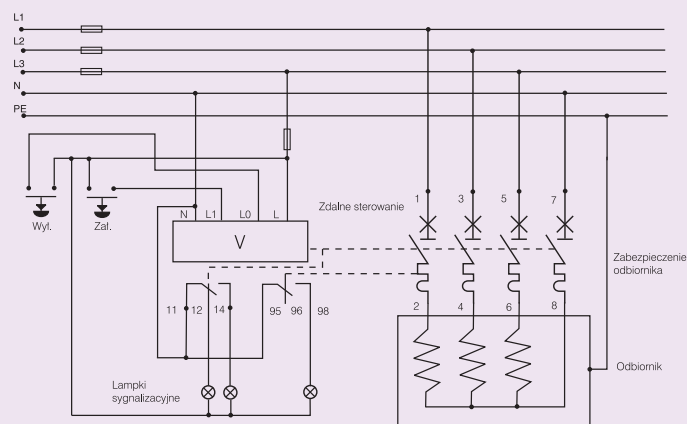 L1
L2
L3
N
PE
Wył.
Zał.
N L1 L0 L
V
Zdalne sterowanie
1 3 5 7
Zabezpieczenie
odbiornika
11 12 14 95 96 98
2 4 6 8
Lampki
sygnalizacyjne
Odbiornik